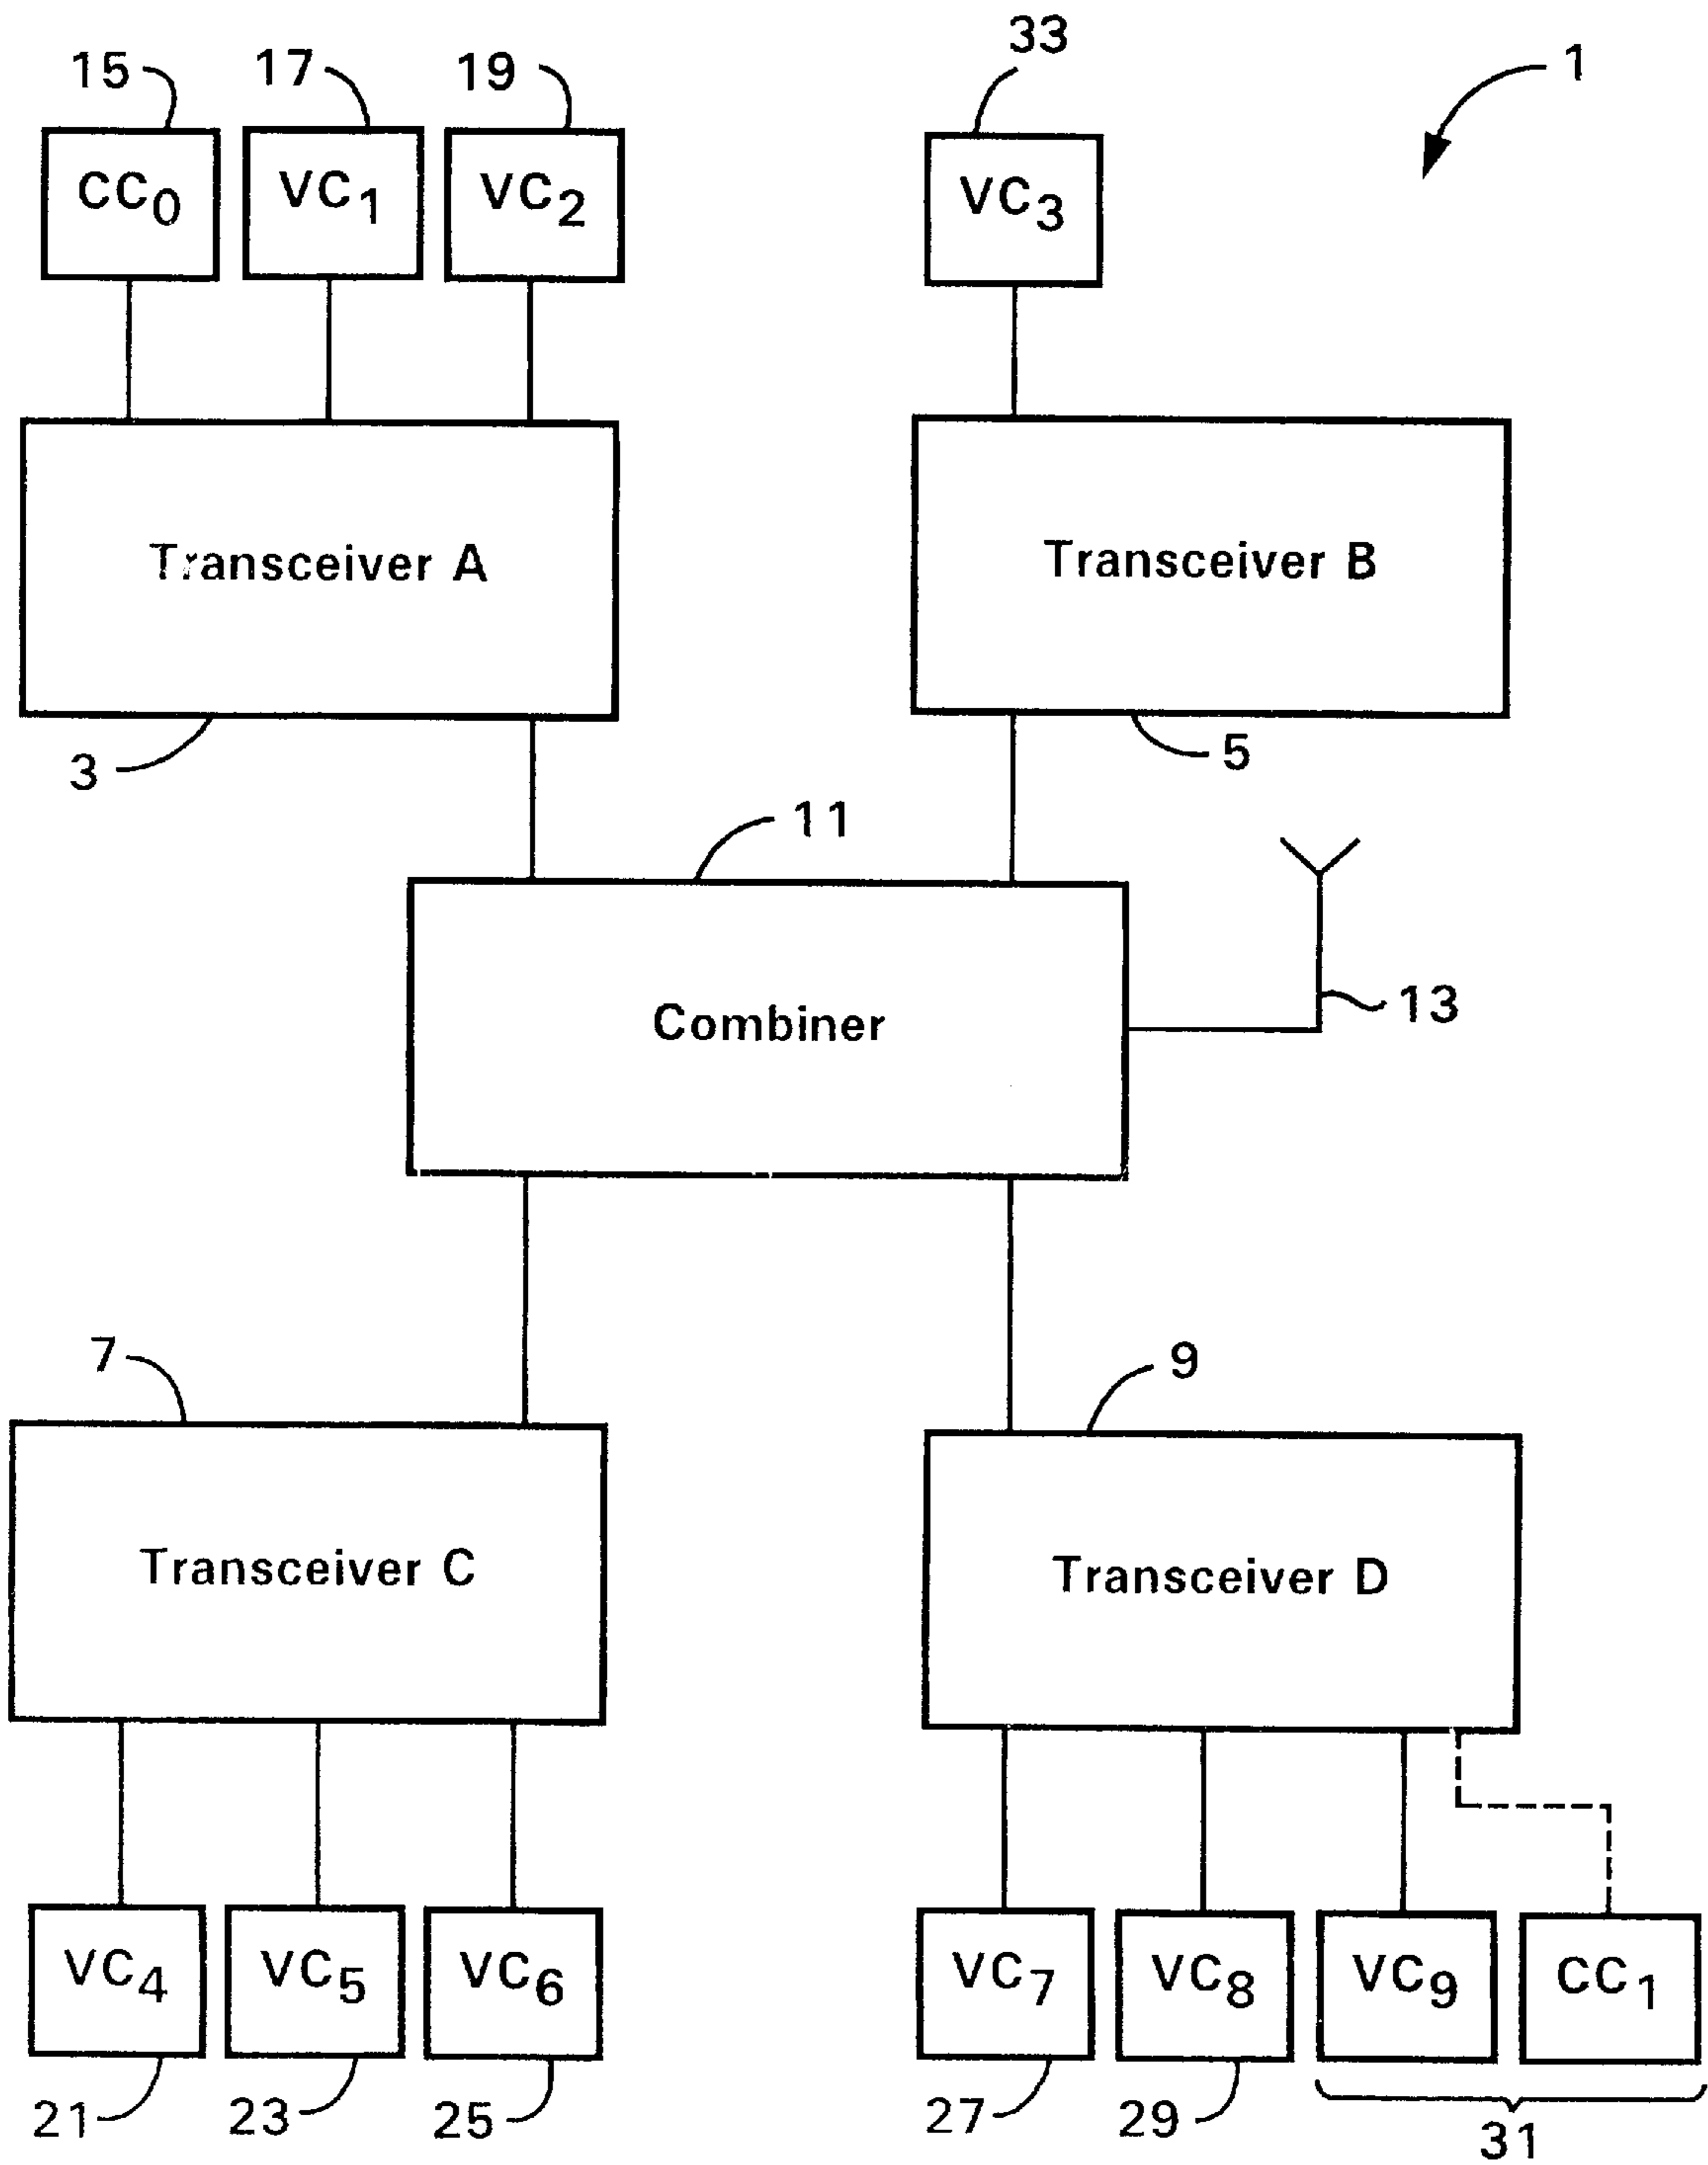 15 17 19 33 1
CC0 VC1 VC2 VC3
Transceiver A Transceiver B
3 5
11
13
Combiner
7 9
Transceiver C Transceiver D
VC4 VC5 VC6 VC7 VC8 VC9 CC1
21 23 25 27 29 31